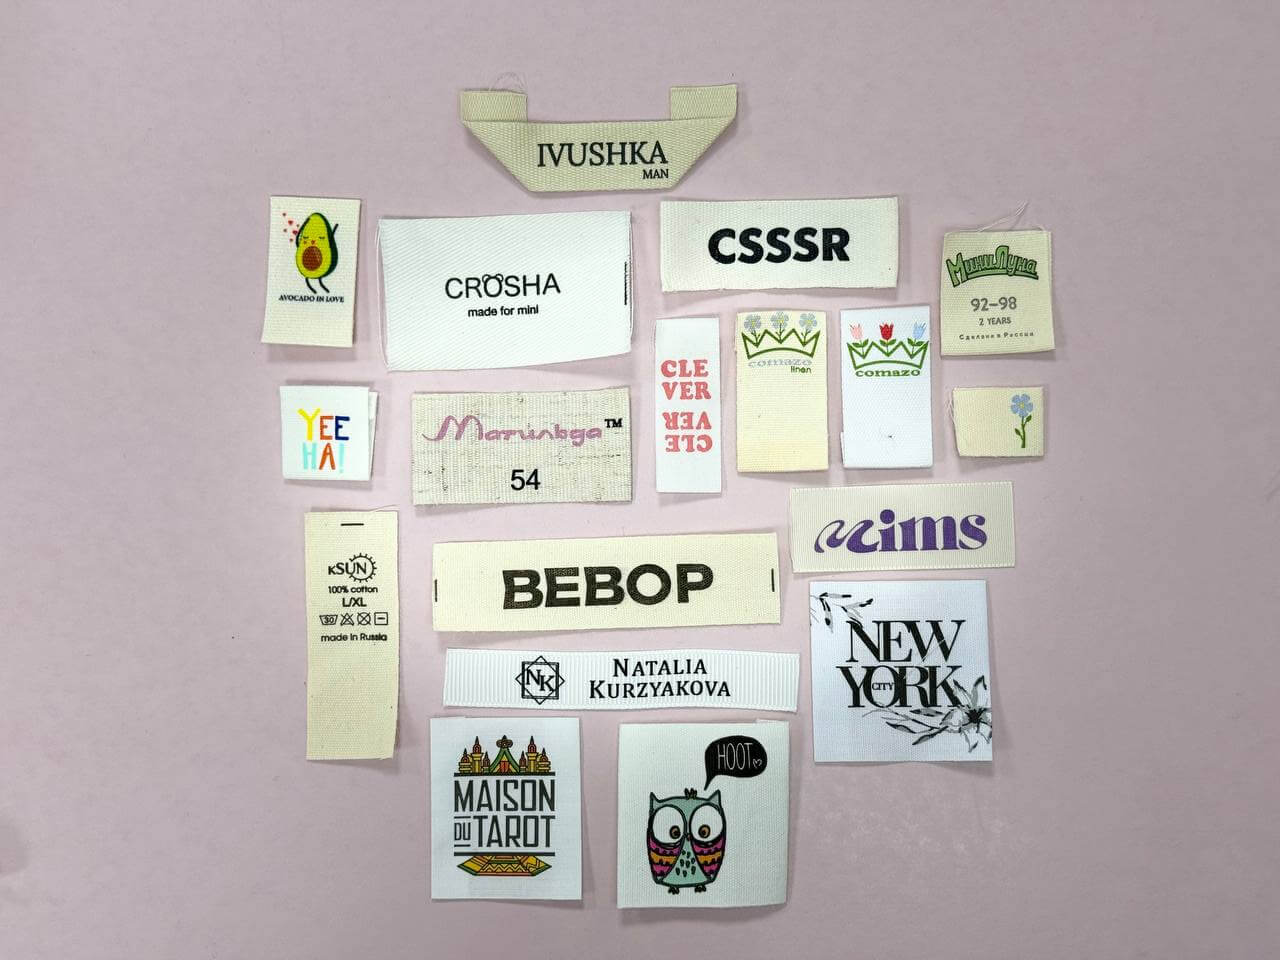 IVUSHKA
MAN
AVOCADO IN LOVE
CROSHA
made for mini
CSSSR
МиниЛуна
92-98
2 YEARS
Сделано в России
YEE
HA!
Матильда™
54
CLE
VER
CLE
VER
comazo
linen
comazo
kSUN
100% cotton
L/XL
30
made in Russia
BEBOP
mims
NK
NATALIA
KURZYAKOVA
NEW
YORK
CITY
MAISON
DU TAROT
HOOT